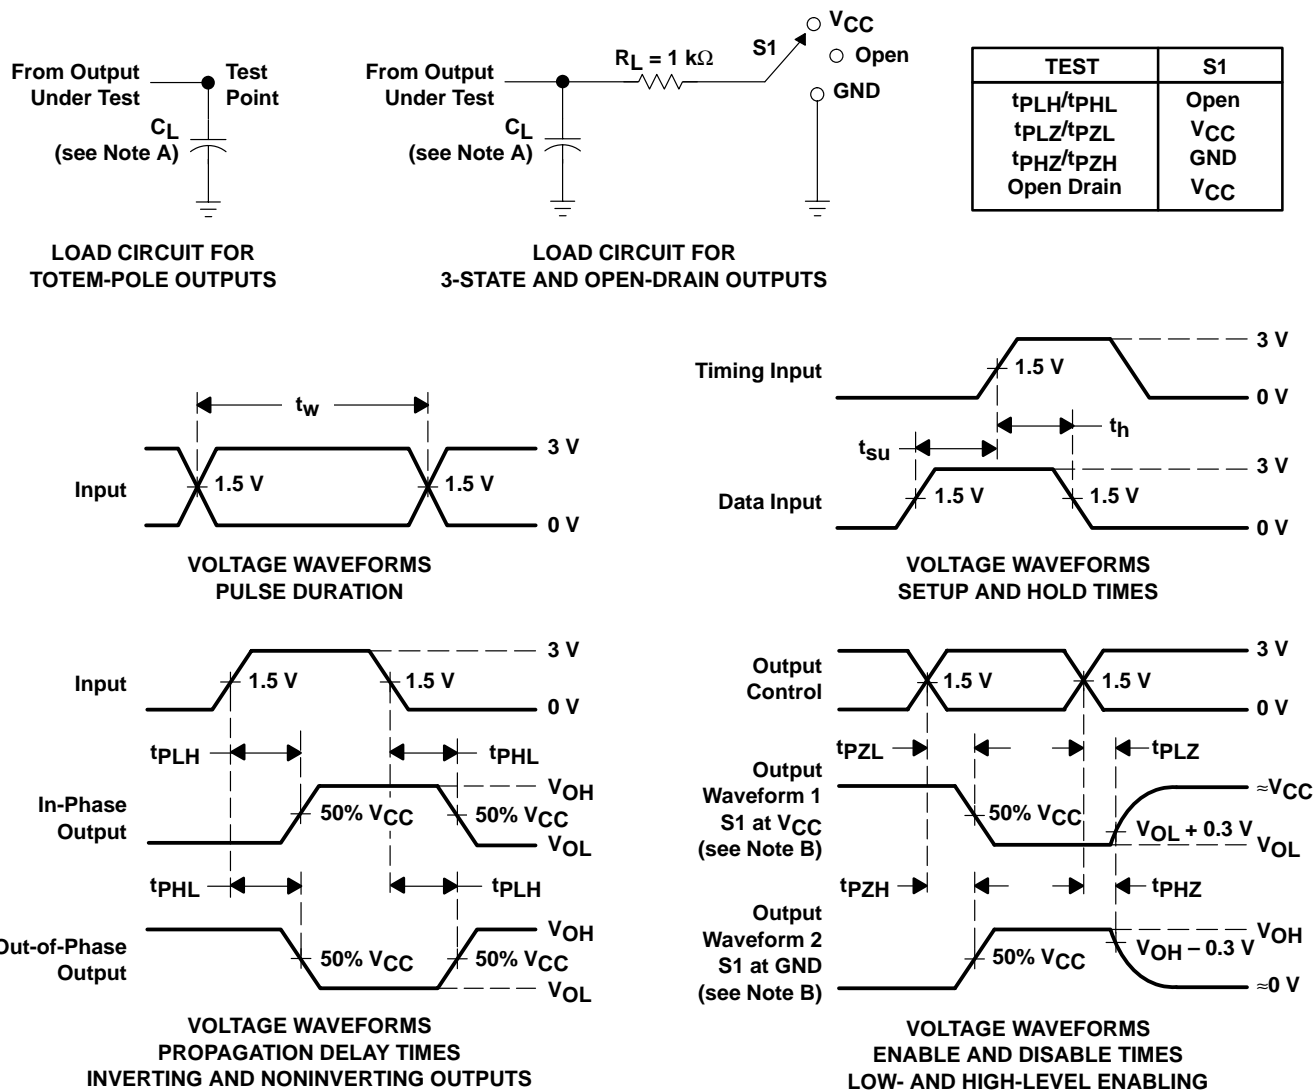 From Output
Under Test
Test
Point
CL
(see Note A)
LOAD CIRCUIT FOR
TOTEM-POLE OUTPUTS
From Output
Under Test
RL = 1 kΩ
S1
VCC
Open
GND
CL
(see Note A)
LOAD CIRCUIT FOR
3-STATE AND OPEN-DRAIN OUTPUTS
TEST S1
tPLH/tPHL Open
tPLZ/tPZL VCC
tPHZ/tPZH GND
Open Drain VCC
tw
Input
1.5 V
1.5 V
3 V
0 V
VOLTAGE WAVEFORMS
PULSE DURATION
Timing Input
1.5 V
3 V
0 V
th
tsu
Data Input
1.5 V
1.5 V
3 V
0 V
VOLTAGE WAVEFORMS
SETUP AND HOLD TIMES
Input
1.5 V
1.5 V
3 V
0 V
tPLH
tPHL
In-Phase
Output
50% VCC
50% VCC
VOH
VOL
tPHL
tPLH
Out-of-Phase
Output
50% VCC
50% VCC
VOH
VOL
VOLTAGE WAVEFORMS
PROPAGATION DELAY TIMES
INVERTING AND NONINVERTING OUTPUTS
Output
Control
1.5 V
1.5 V
3 V
0 V
tPZL
tPLZ
Output
Waveform 1
S1 at VCC
(see Note B)
50% VCC
≈VCC
VOL + 0.3 V
VOL
tPZH
tPHZ
Output
Waveform 2
S1 at GND
(see Note B)
50% VCC
VOH
VOH − 0.3 V
≈0 V
VOLTAGE WAVEFORMS
ENABLE AND DISABLE TIMES
LOW- AND HIGH-LEVEL ENABLING